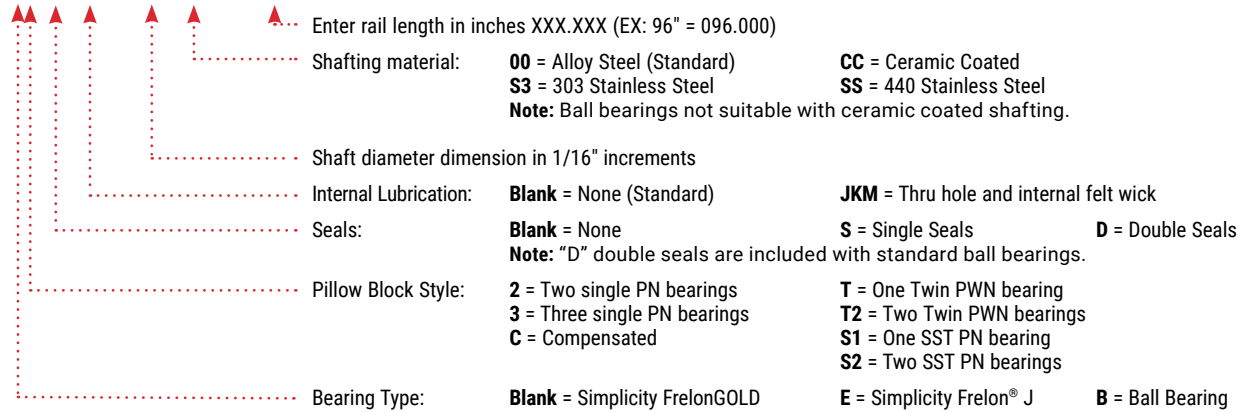 Enter rail length in inches XXX.XXX (EX: 96" = 096.000)
Shafting material: 00 = Alloy Steel (Standard) CC = Ceramic Coated
S3 = 303 Stainless Steel SS = 440 Stainless Steel
Note: Ball bearings not suitable with ceramic coated shafting.
Shaft diameter dimension in 1/16" increments
Internal Lubrication: Blank = None (Standard) JKM = Thru hole and internal felt wick
Seals: Blank = None S = Single Seals D = Double Seals
Note: “D” double seals are included with standard ball bearings.
Pillow Block Style: 2 = Two single PN bearings T = One Twin PWN bearing
3 = Three single PN bearings T2 = Two Twin PWN bearings
C = Compensated S1 = One SST PN bearing
S2 = Two SST PN bearings
Bearing Type: Blank = Simplicity FrelonGOLD E = Simplicity Frelon® J B = Ball Bearing